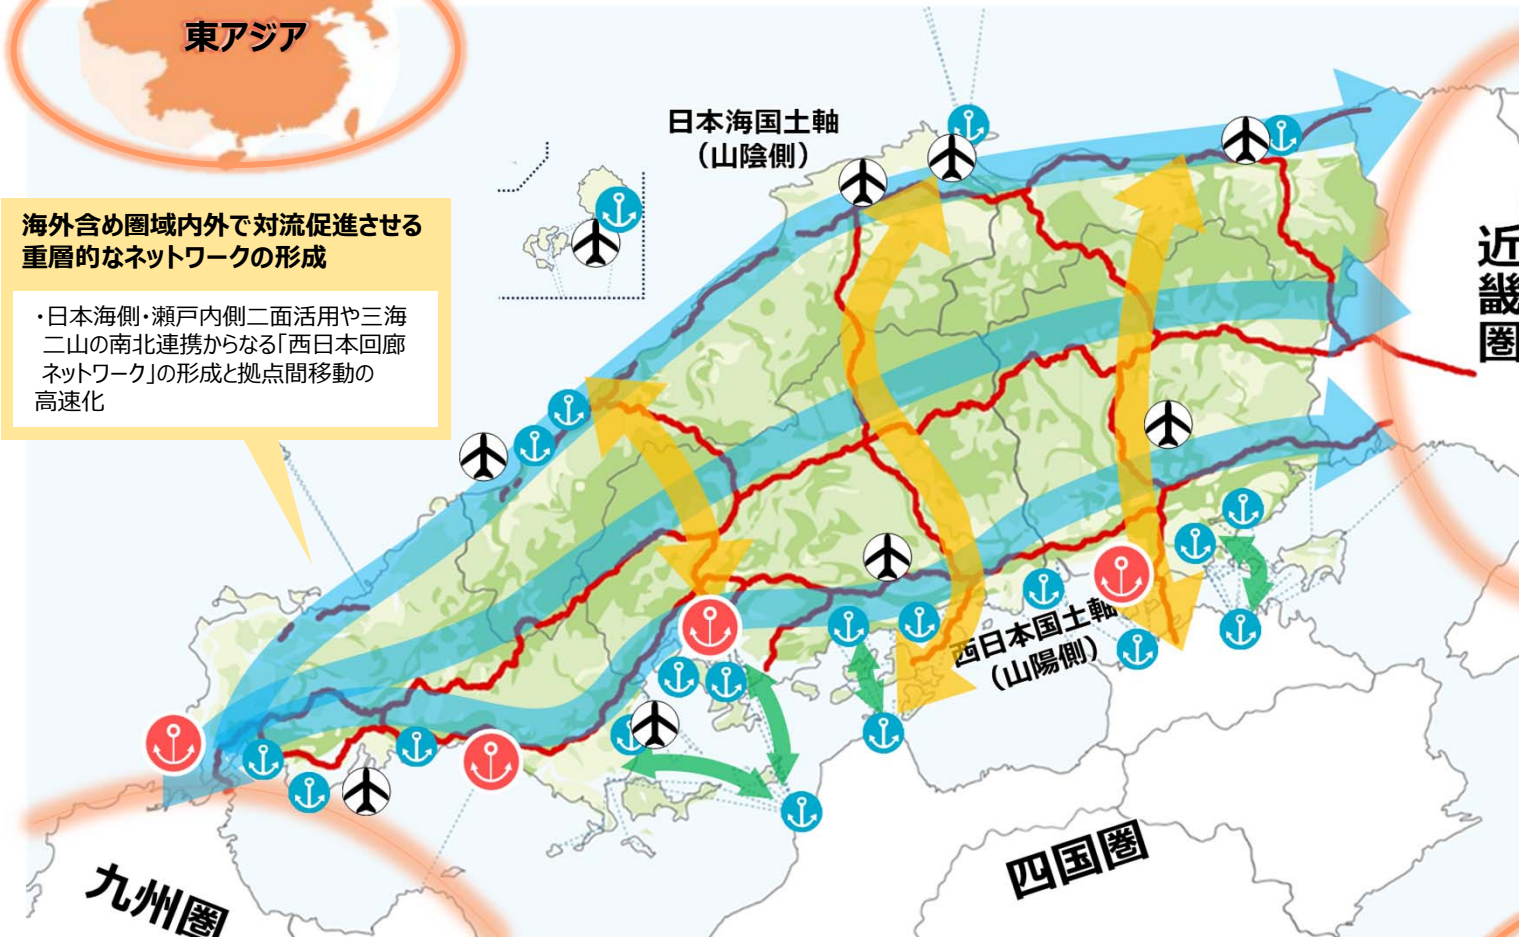 東アジア
日本海国土軸
（山陰側）
海外含め圏域内外で対流促進させる
重層的なネットワークの形成
・日本海側・瀬戸内側二面活用や三海
二山の南北連携からなる「西日本回廊
ネットワーク」の形成と拠点間移動の
高速化
近畿圏
西日本国土軸
（山陽側）
四国圏
九州圏